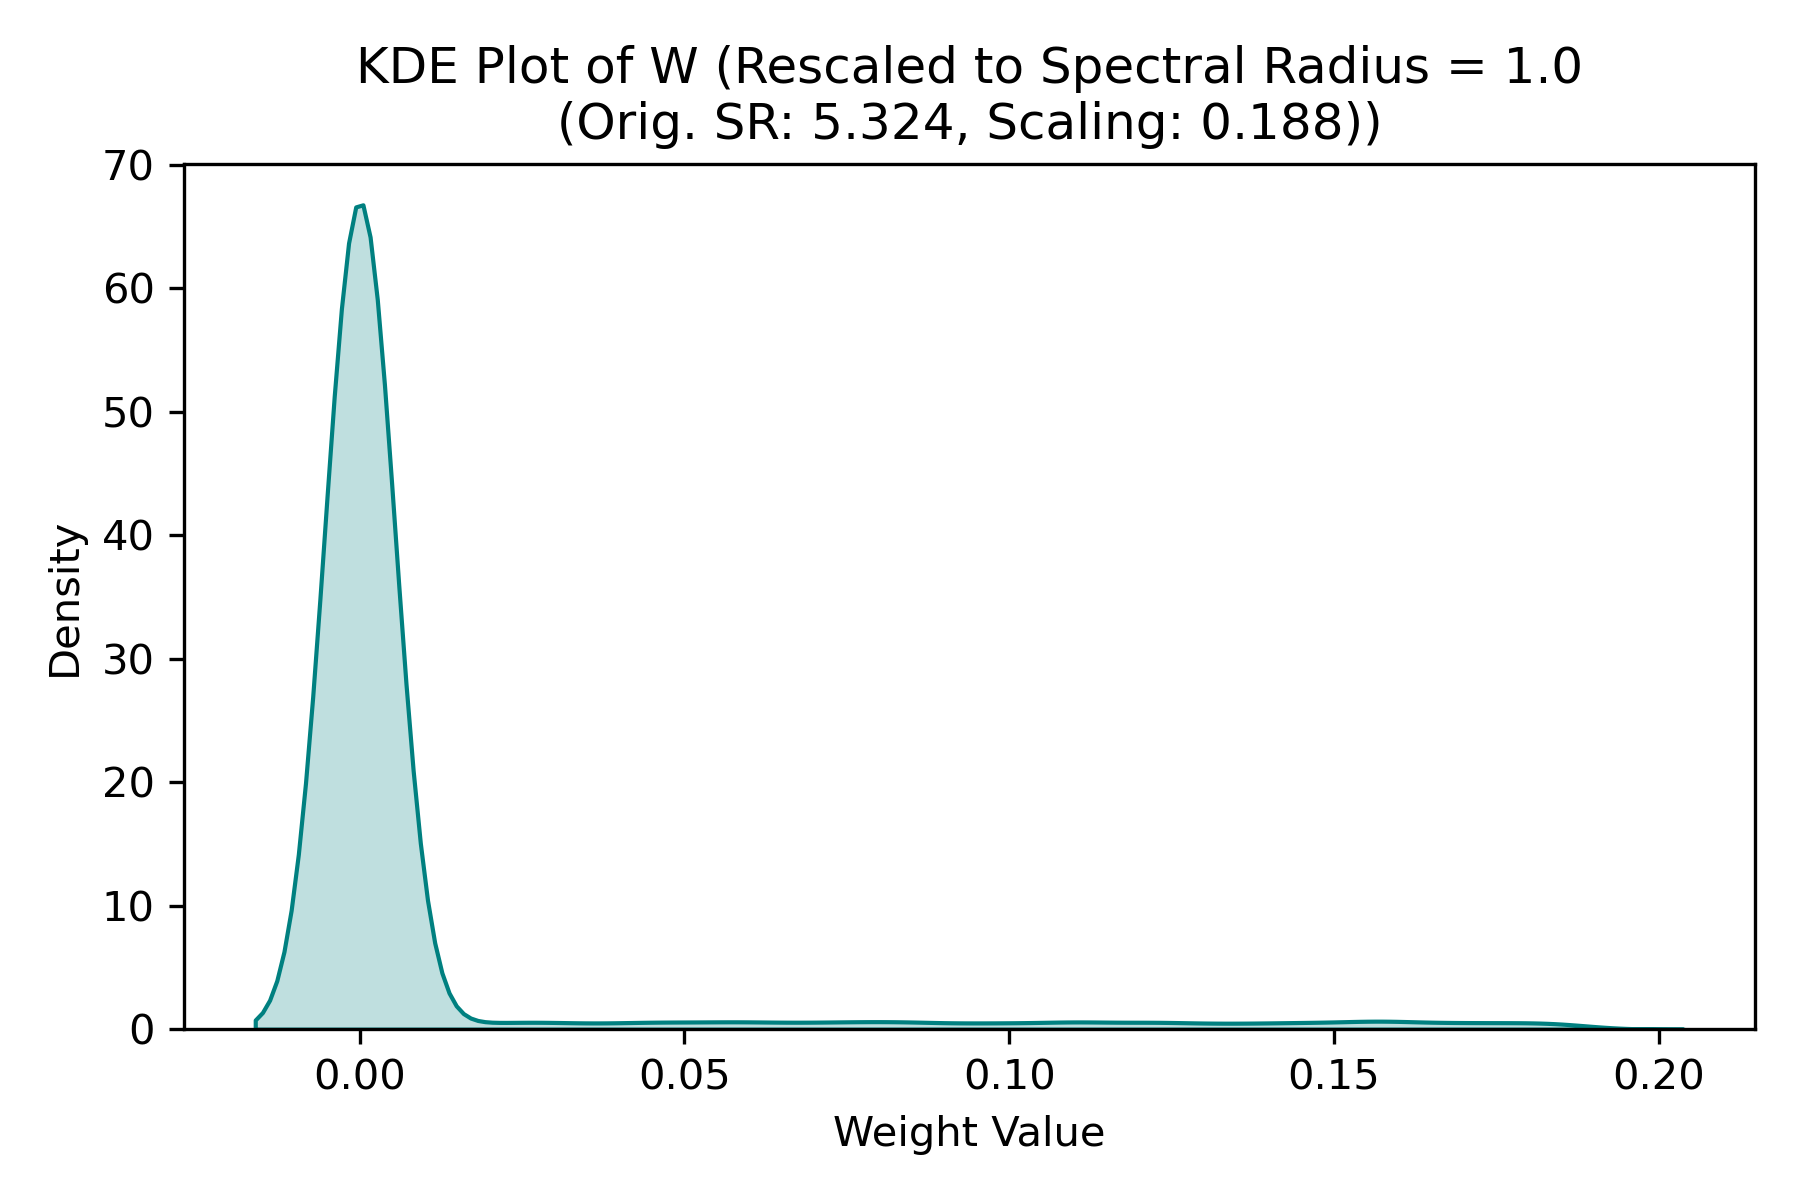 KDE Plot of W (Rescaled to Spectral Radius = 1.0
(Orig. SR: 5.324, Scaling: 0.188))
70
60
50
40
30
20
10
0
Density
0.00 0.05 0.10 0.15 0.20
Weight Value